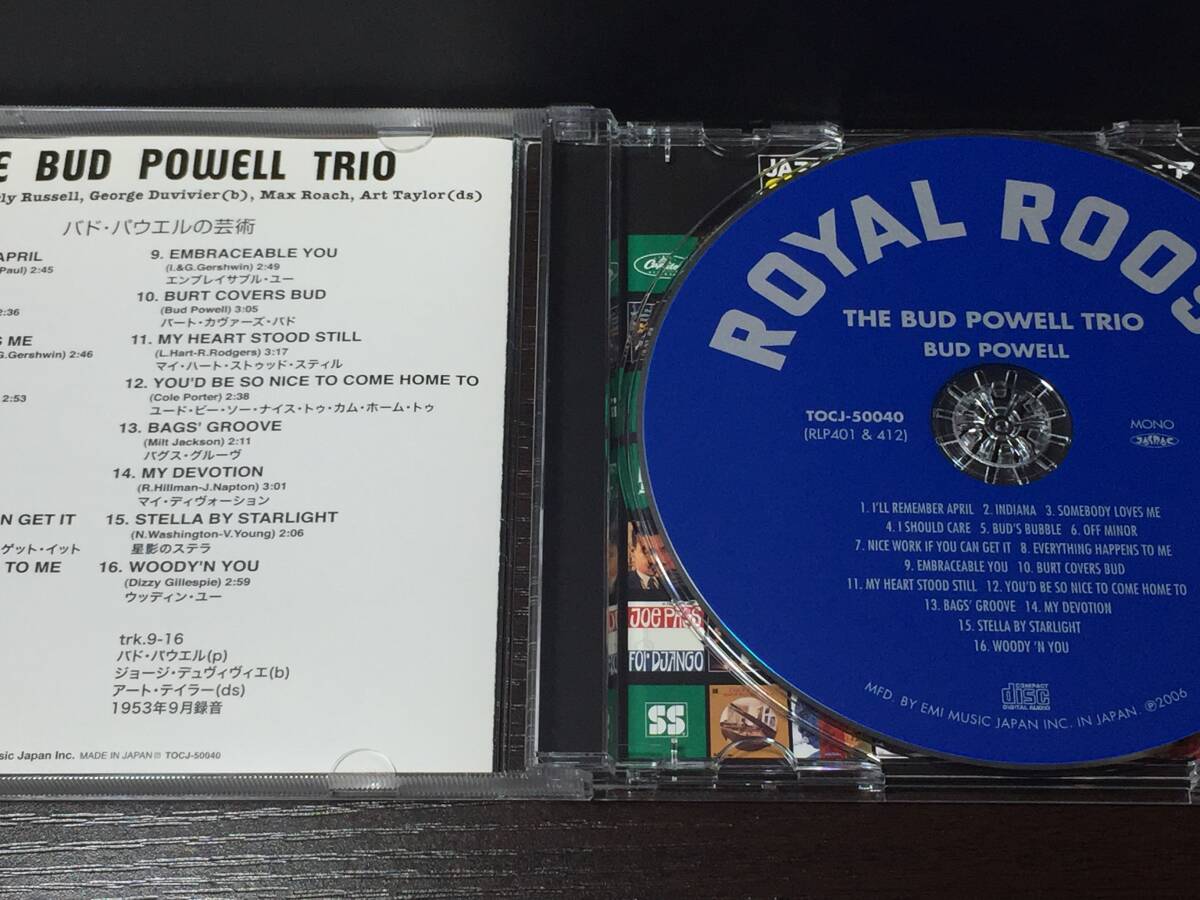 E BUD POWELL TRIO
ly Russell, George Duvivier(b), Max Roach, Art Taylor(ds)
バド・パウエルの芸術
APRIL
Paul) 2:45
2:36
S ME
G.Gershwin) 2:46
2:53
N GET IT
ゲット・イット
TO ME
9. EMBRACEABLE YOU
(I.&G.Gershwin) 2:49
エンブレイサブル・ユー
10. BURT COVERS BUD
(Bud Powell) 3:05
バート・カヴァーズ・バド
11. MY HEART STOOD STILL
(L.Hart-R.Rodgers) 3:17
マイ・ハート・ストゥッド・スティル
12. YOU'D BE SO NICE TO COME HOME TO
(Cole Porter) 2:38
ユード・ビー・ソー・ナイス・トゥ・カム・ホーム・トゥ
13. BAGS' GROOVE
(Milt Jackson) 2:11
バグス・グルーヴ
14. MY DEVOTION
(R.Hillman-J.Napton) 3:01
マイ・ディヴォーション
15. STELLA BY STARLIGHT
(N.Washington-V.Young) 2:06
星影のステラ
16. WOODY'N YOU
(Dizzy Gillespie) 2:59
ウッディン・ユー
trk.9-16
バド・パウエル(p)
ジョージ・デュヴィヴィエ(b)
アート・テイラー(ds)
1953年9月録音
usic Japan Inc. MADE IN JAPAN TOCJ-50040
ROYAL ROOS
THE BUD POWELL TRIO
BUD POWELL
TOCJ-50040
(RLP401 & 412)
MONO
1. I'LL REMEMBER APRIL 2. INDIANA 3. SOMEBODY LOVES ME
4. I SHOULD CARE 5. BUD'S BUBBLE 6. OFF MINOR
7. NICE WORK IF YOU CAN GET IT 8. EVERYTHING HAPPENS TO ME
9. EMBRACEABLE YOU 10. BURT COVERS BUD
11. MY HEART STOOD STILL 12. YOU'D BE SO NICE TO COME HOME TO
13. BAGS' GROOVE 14. MY DEVOTION
15. STELLA BY STARLIGHT
16. WOODY 'N YOU
COMPACT
disc
DIGITAL AUDIO
MFD. BY EMI MUSIC JAPAN INC. IN JAPAN. ℗2006
Capitol
JOE PASS
FOR DJANGO
SS